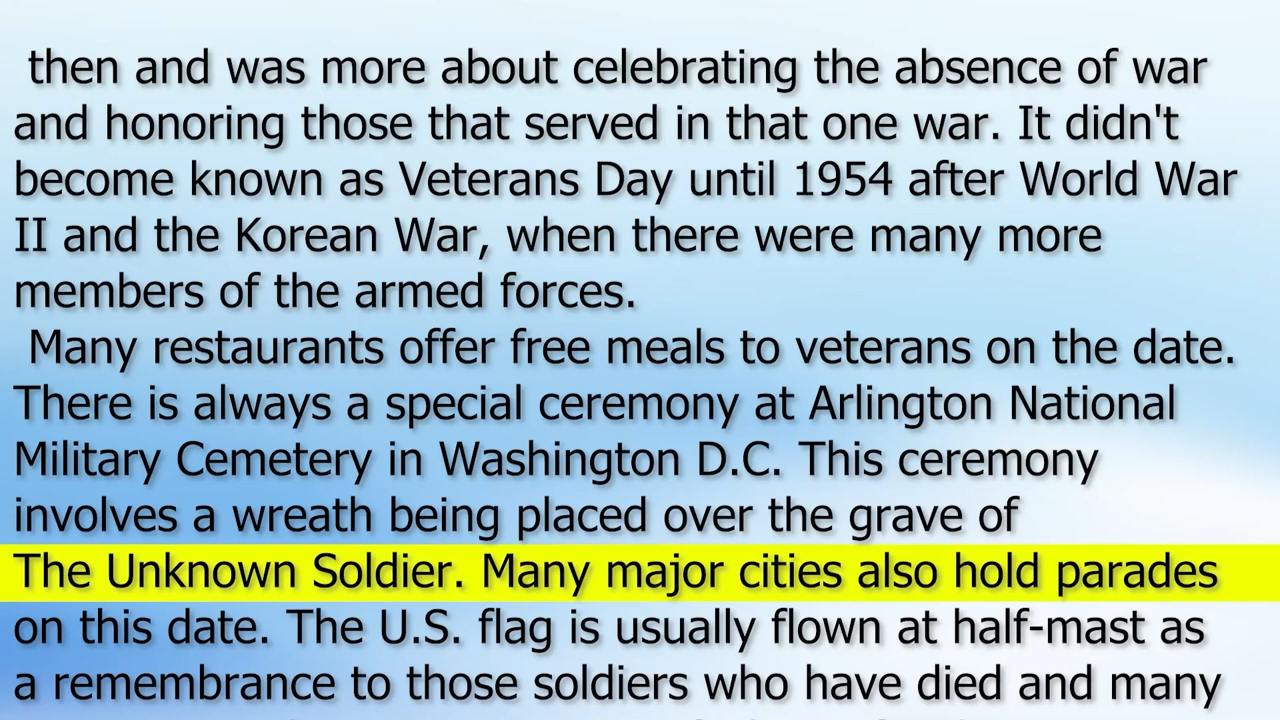 then and was more about celebrating the absence of war
and honoring those that served in that one war. It didn't
become known as Veterans Day until 1954 after World War
II and the Korean War, when there were many more
members of the armed forces.
Many restaurants offer free meals to veterans on the date.
There is always a special ceremony at Arlington National
Military Cemetery in Washington D.C. This ceremony
involves a wreath being placed over the grave of
The Unknown Soldier. Many major cities also hold parades
on this date. The U.S. flag is usually flown at half-mast as
a remembrance to those soldiers who have died and many